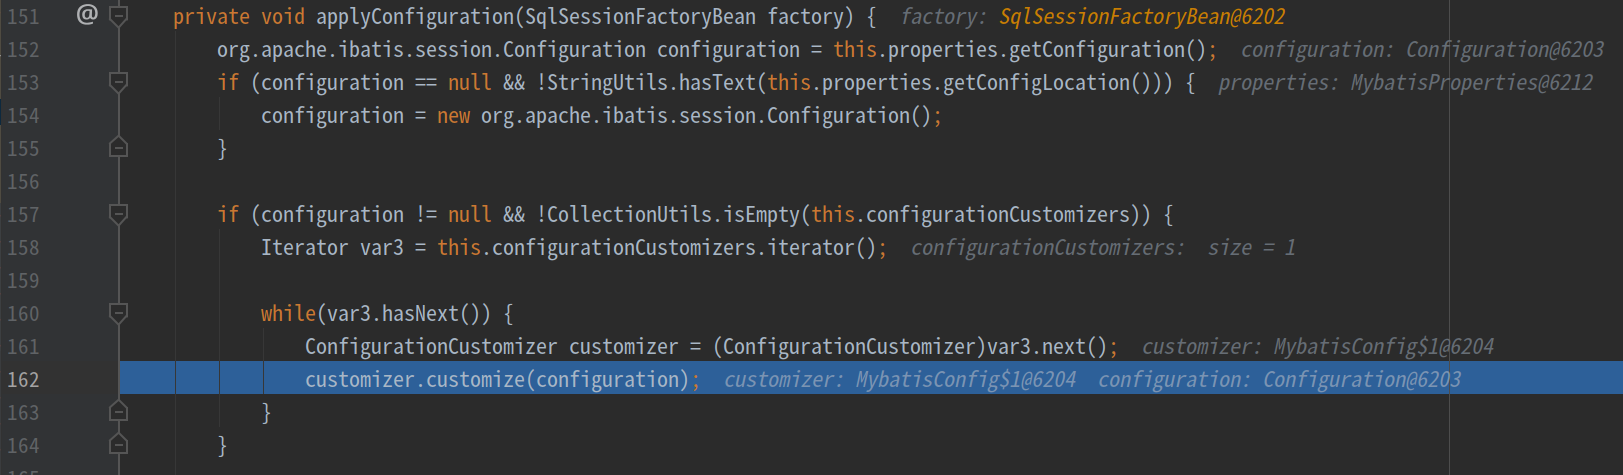 151 @ private void applyConfiguration(SqlSessionFactoryBean factory) { factory: SqlSessionFactoryBean@6202
152 org.apache.ibatis.session.Configuration configuration = this.properties.getConfiguration(); configuration: Configuration@6203
153 if (configuration == null && !StringUtils.hasText(this.properties.getConfigLocation())) { properties: MybatisProperties@6212
154 configuration = new org.apache.ibatis.session.Configuration();
155 }
156
157 if (configuration != null && !CollectionUtils.isEmpty(this.configurationCustomizers)) {
158 Iterator var3 = this.configurationCustomizers.iterator(); configurationCustomizers: size = 1
159
160 while(var3.hasNext()) {
161 ConfigurationCustomizer customizer = (ConfigurationCustomizer)var3.next(); customizer: MybatisConfig$1@6204
162 customizer.customize(configuration); customizer: MybatisConfig$1@6204 configuration: Configuration@6203
163 }
164 }